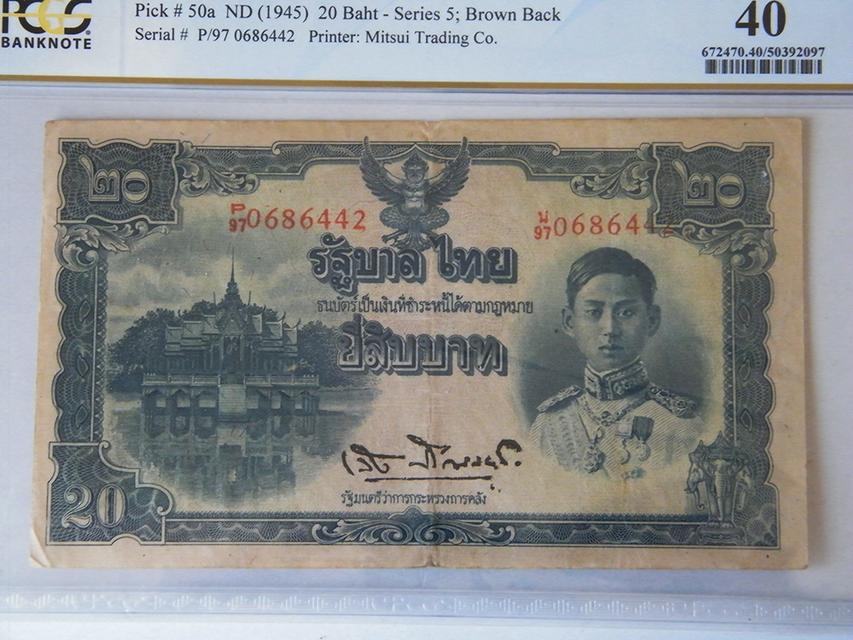 PCGS
BANKNOTE
Pick # 50a ND (1945) 20 Baht - Series 5; Brown Back
Serial # P/97 0686442 Printer: Mitsui Trading Co.
40
672470.40/50392097
๒๐
๒๐
P/97 0686442
น/97 068644
รัฐบาลไทย
ธนบัตร์เป็นเงินที่ชำระหนี้ได้ตามกฎหมาย
ยี่สิบบาท
รัฐมนตรีว่าการกระทรวงการคลัง
20